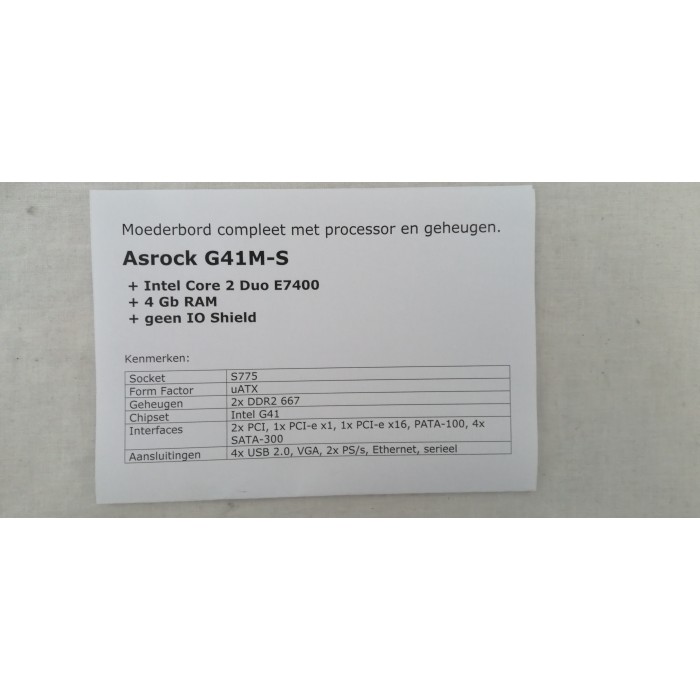 Moederbord compleet met processor en geheugen.
Asrock G41M-S
+ Intel Core 2 Duo E7400
+ 4 Gb RAM
+ geen IO Shield
Kenmerken:
Socket S775
Form Factor uATX
Geheugen 2x DDR2 667
Chipset Intel G41
Interfaces 2x PCI, 1x PCI-e x1, 1x PCI-e x16, PATA-100, 4x
SATA-300
Aansluitingen 4x USB 2.0, VGA, 2x PS/s, Ethernet, serieel